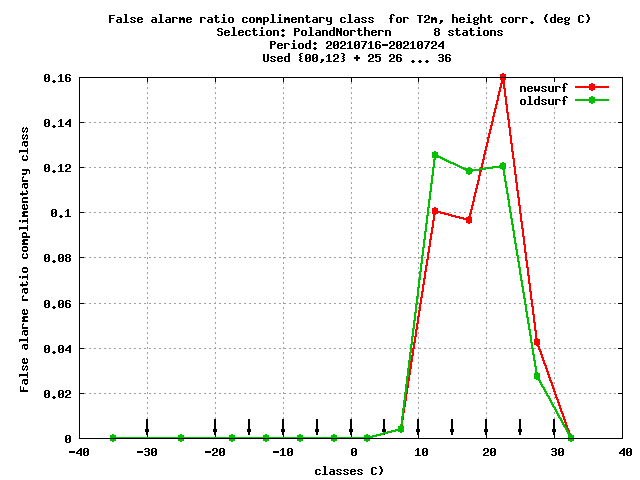 False alarme ratio complimentary class  for T2m, height corr. (deg C)
Selection: PolandNorthern      8 stations
Period: 20210716-20210724
Used {00,12} + 25 26 ... 36
newsurf
oldsurf
False alarme ratio complimentary class
0.16
0.14
0.12
0.1
0.08
0.06
0.04
0.02
0
-40 -30 -20 -10 0 10 20 30 40
classes C)